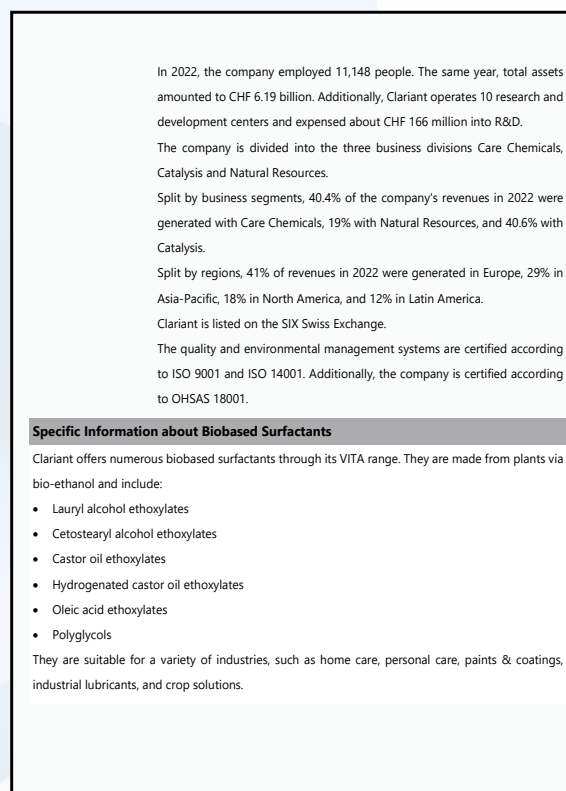 In 2022, the company employed 11,148 people. The same year, total assets
amounted to CHF 6.19 billion. Additionally, Clariant operates 10 research and
development centers and expensed about CHF 166 million into R&D.
The company is divided into the three business divisions Care Chemicals,
Catalysis and Natural Resources.
Split by business segments, 40.4% of the company's revenues in 2022 were
generated with Care Chemicals, 19% with Natural Resources, and 40.6% with
Catalysis.
Split by regions, 41% of revenues in 2022 were generated in Europe, 29% in
Asia-Pacific, 18% in North America, and 12% in Latin America.
Clariant is listed on the SIX Swiss Exchange.
The quality and environmental management systems are certified according
to ISO 9001 and ISO 14001. Additionally, the company is certified according
to OHSAS 18001.
Specific Information about Biobased Surfactants
Clariant offers numerous biobased surfactants through its VITA range. They are made from plants via
bio-ethanol and include:
• Lauryl alcohol ethoxylates
• Cetostearyl alcohol ethoxylates
• Castor oil ethoxylates
• Hydrogenated castor oil ethoxylates
• Oleic acid ethoxylates
• Polyglycols
They are suitable for a variety of industries, such as home care, personal care, paints & coatings,
industrial lubricants, and crop solutions.